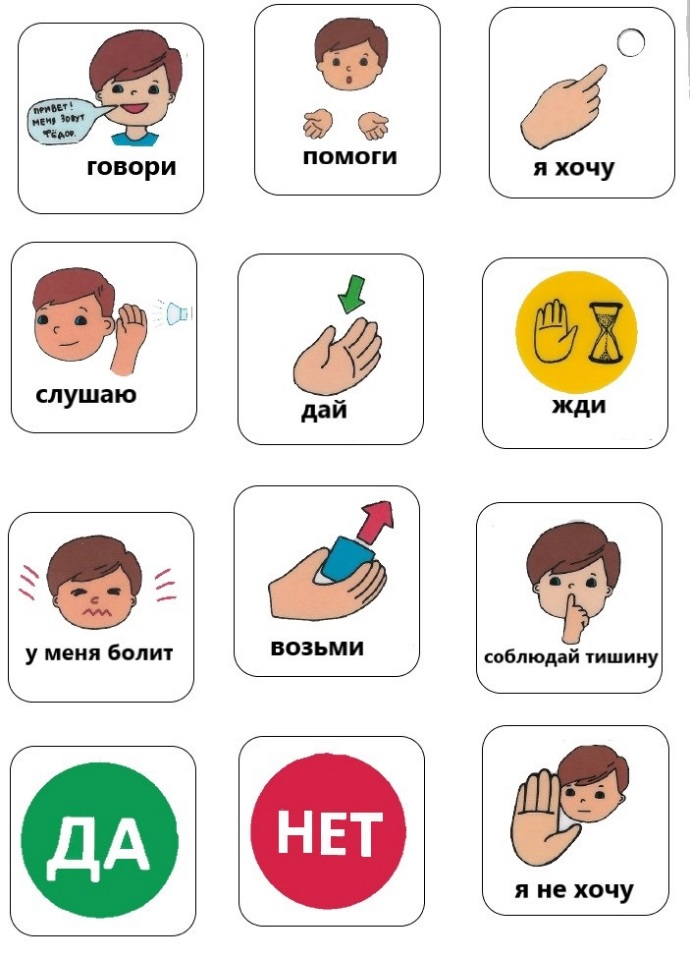 ПРИВЕТ!
МЕНЯ ЗОВУТ
ФЁДОР.
говори
помоги
я хочу
слушаю
дай
жди
у меня болит
возьми
соблюдай тишину
ДА
НЕТ
я не хочу